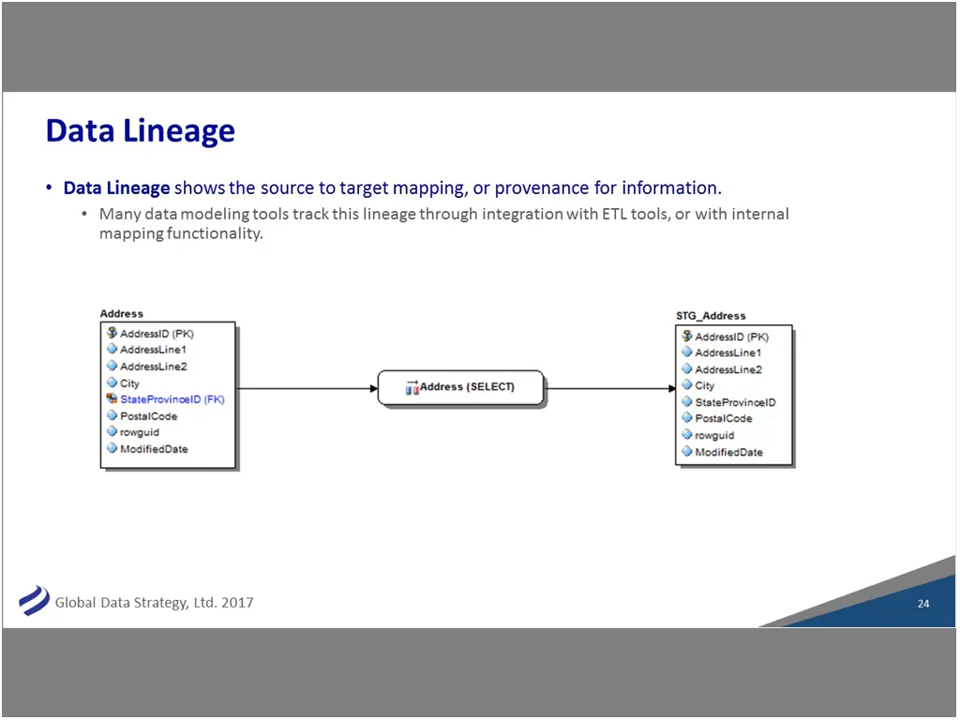 Data Lineage
• Data Lineage shows the source to target mapping, or provenance for information.
• Many data modeling tools track this lineage through integration with ETL tools, or with internal
mapping functionality.
Address
AddressID (PK)
AddressLine1
AddressLine2
City
StateProvinceID (FK)
PostalCode
rowguid
ModifiedDate
Address (SELECT)
STG_Address
AddressID (PK)
AddressLine1
AddressLine2
City
StateProvinceID
PostalCode
rowguid
ModifiedDate
Global Data Strategy, Ltd. 2017
24